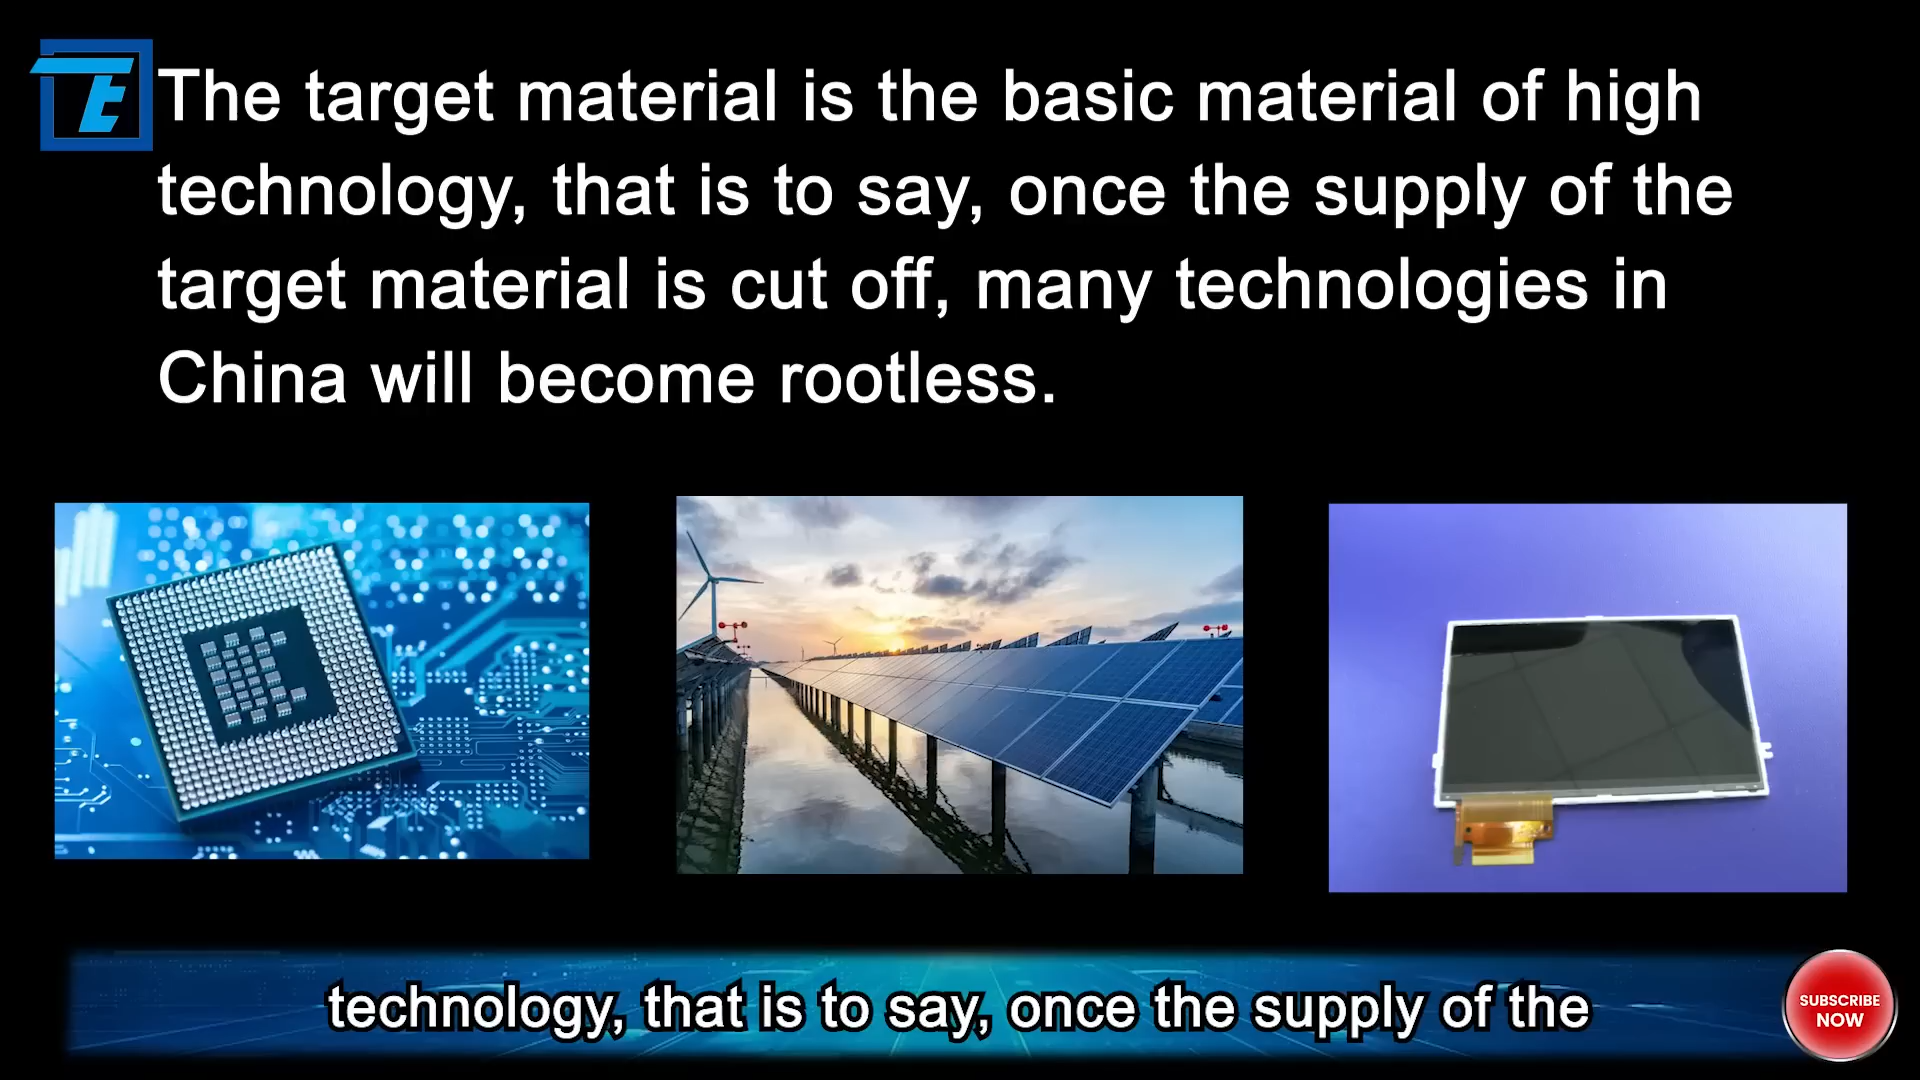 TE
The target material is the basic material of high
technology, that is to say, once the supply of the
target material is cut off, many technologies in
China will become rootless.
technology, that is to say, once the supply of the
SUBSCRIBE
NOW